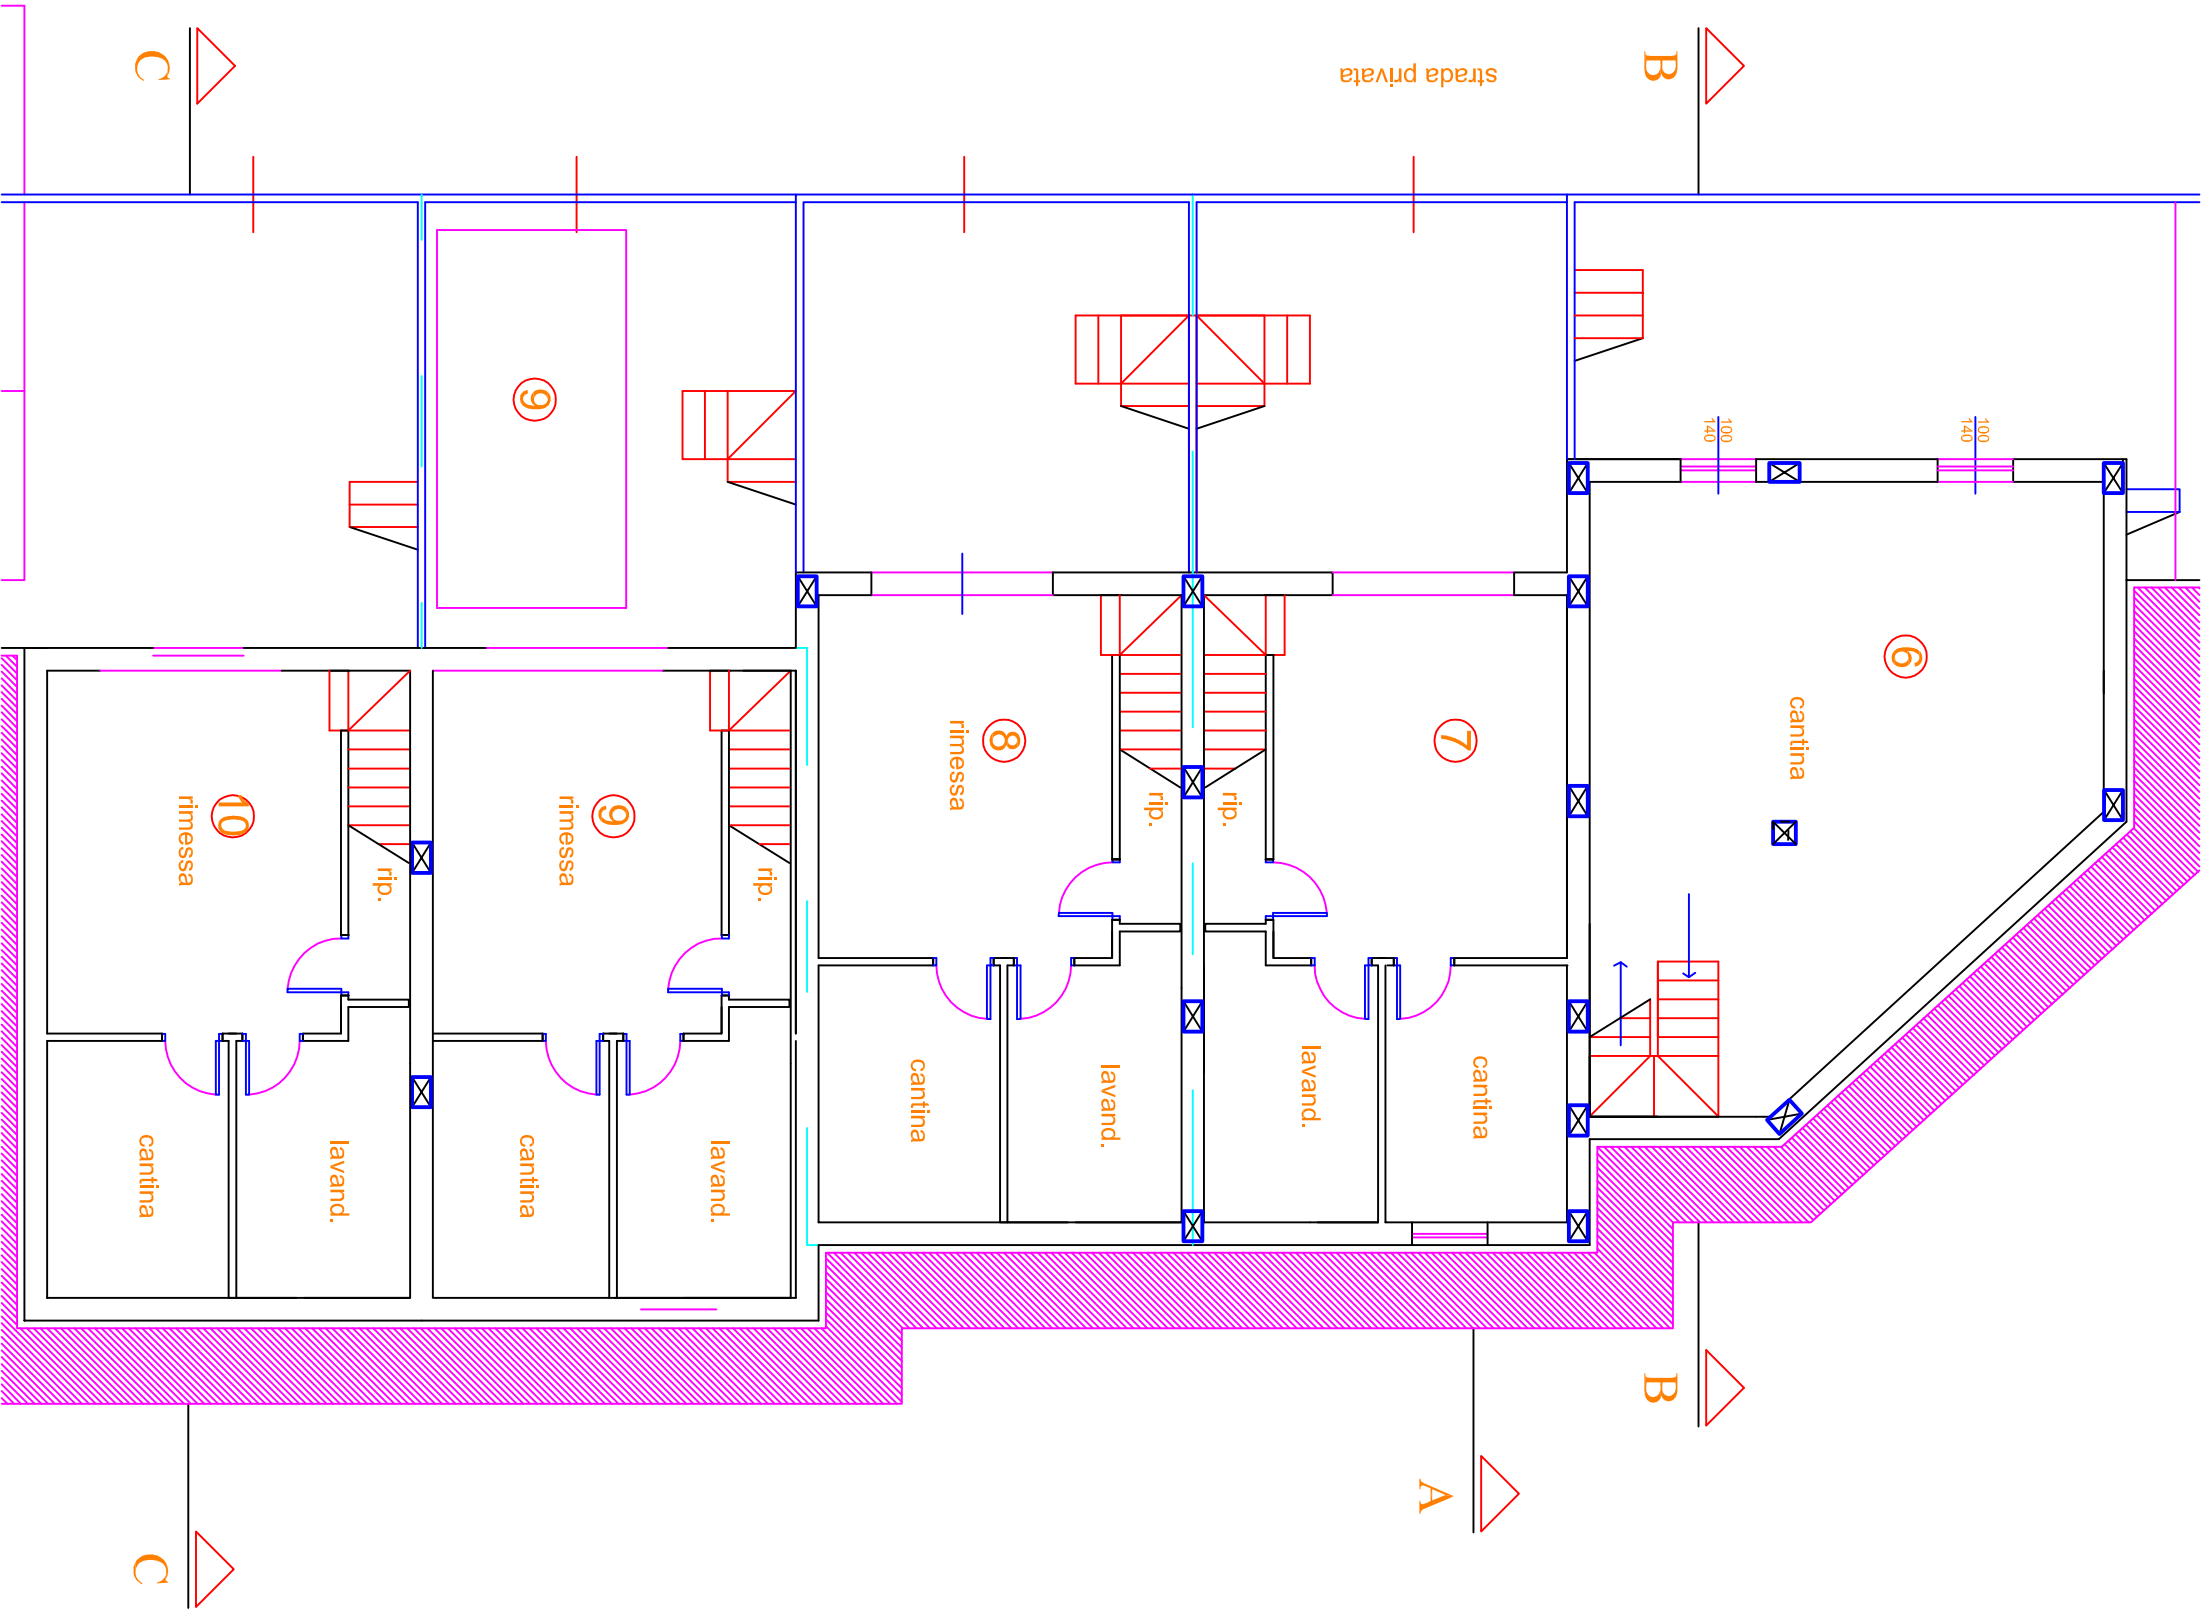 C
B
strada privata
9
100
140
100
140
6
cantina
8
rimessa
7
rip.
rip.
10
rimessa
9
rimessa
rip.
rip.
cantina
lavand.
lavand.
cantina
cantina
lavand.
cantina
lavand.
B
A
C